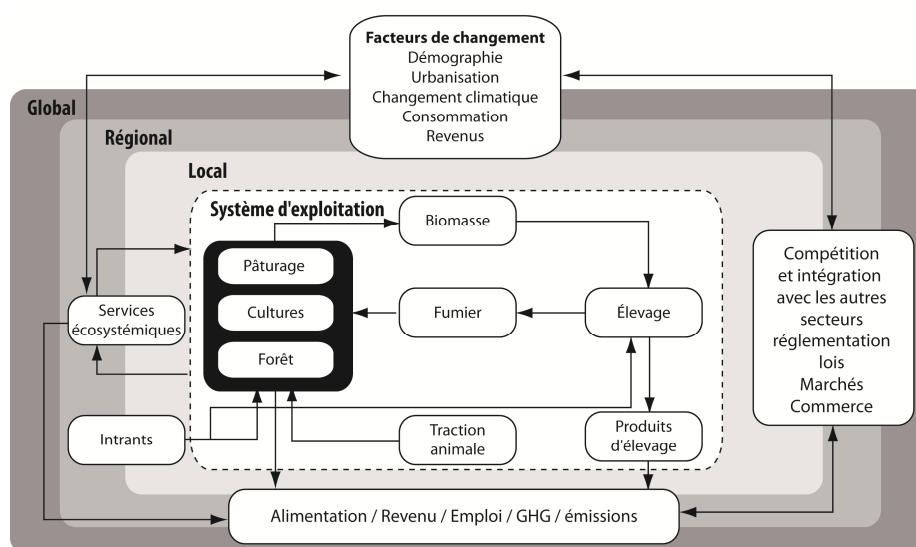 Facteurs de changement
Démographie
Urbanisation
Changement climatique
Consommation
Revenus
Global
Régional
Local
Système d'exploitation
Biomasse
Pâturage
Cultures
Forêt
Fumier
Élevage
Services
écosystémiques
Intrants
Traction
animale
Produits
d'élevage
Compétition
et intégration
avec les autres
secteurs
réglementation
lois
Marchés
Commerce
Alimentation / Revenu / Emploi / GHG / émissions